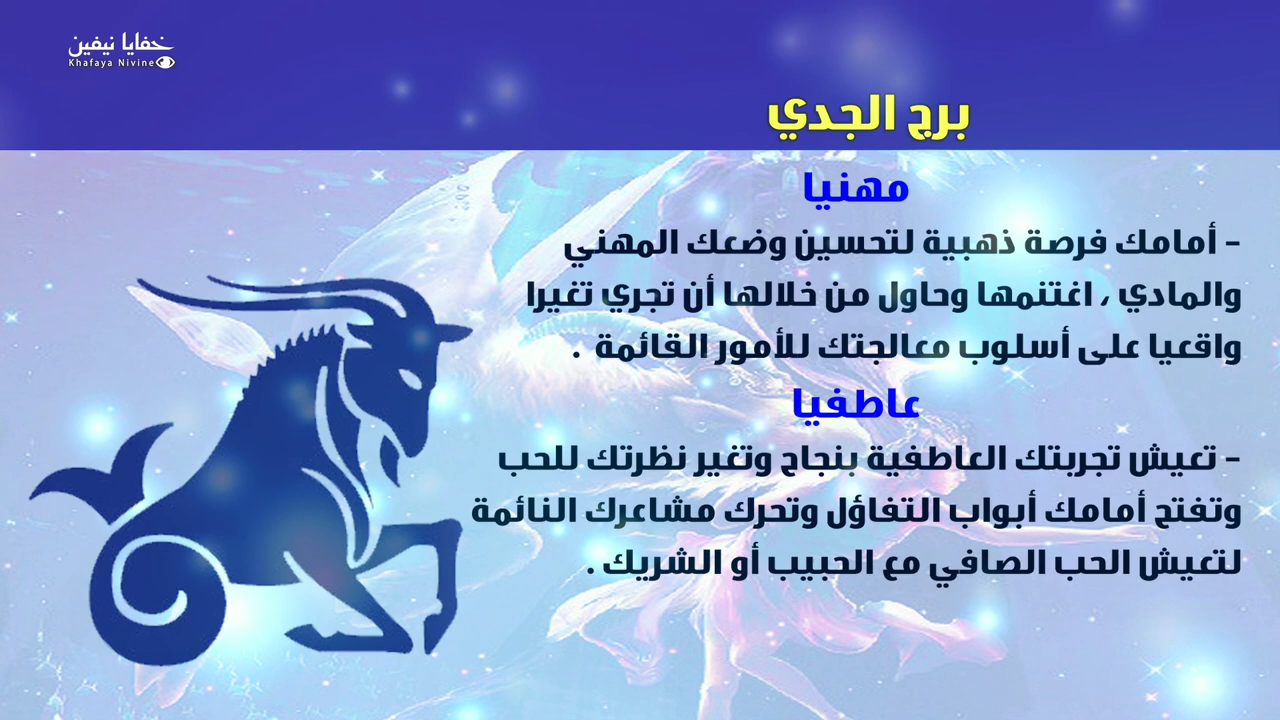 خفايا نيفين
Khafaya Nivine
برج الجدي
مهنيا
- أمامك فرصة ذهبية لتحسين وضعك المهني
والمادي ، اغتنمها وحاول من خلالها أن تجري تغيرا
واقعيا على أسلوب معالجتك للأمور القائمة .
عاطفيا
- تعيش تجربتك العاطفية بنجاح وتغير نظرتك للحب
وتفتح أمامك أبواب التفاؤل وتحرك مشاعرك النائمة
لتعيش الحب الصافي مع الحبيب أو الشريك .